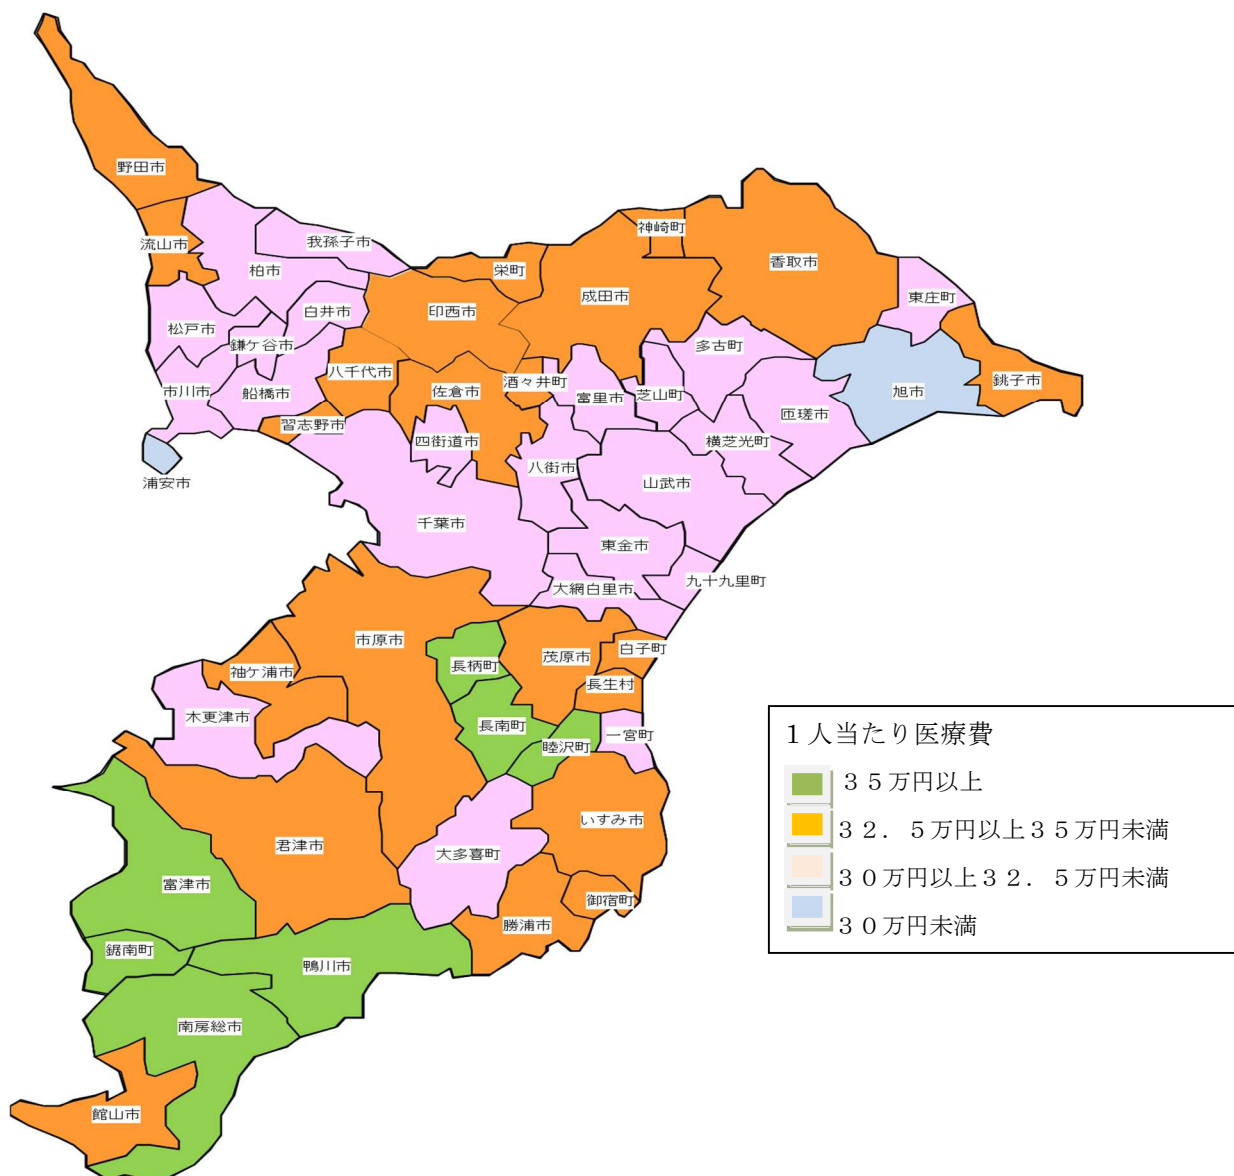 野田市
流山市
我孫子市
柏市
栄町
神崎町
香取市
成田市
東庄町
印西市
白井市
松戸市
鎌ケ谷市
多古町
八千代市
酒々井町
銚子市
市川市
船橋市
佐倉市
富里市
芝山町
旭市
匝瑳市
習志野市
四街道市
横芝光町
八街市
浦安市
山武市
千葉市
東金市
九十九里町
大網白里市
市原市
白子町
長柄町
茂原市
袖ケ浦市
長生村
木更津市
長南町
一宮町
睦沢町
いすみ市
君津市
大多喜町
富津市
御宿町
勝浦市
鋸南町
鴨川市
南房総市
館山市
1人当たり医療費
35万円以上
32.5万円以上35万円未満
30万円以上32.5万円未満
30万円未満